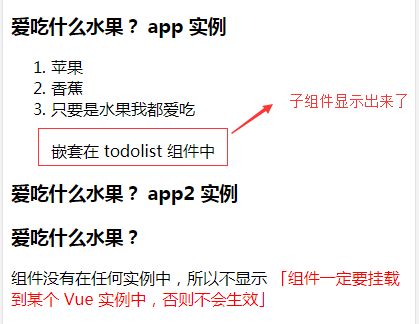 爱吃什么水果？ app 实例
1. 苹果
2. 香蕉
3. 只要是水果我都爱吃
子组件显示出来了
嵌套在 todolist 组件中
爱吃什么水果？ app2 实例
爱吃什么水果？
组件没有在任何实例中，所以不显示 「组件一定要挂载
到某个 Vue 实例中，否则不会生效」